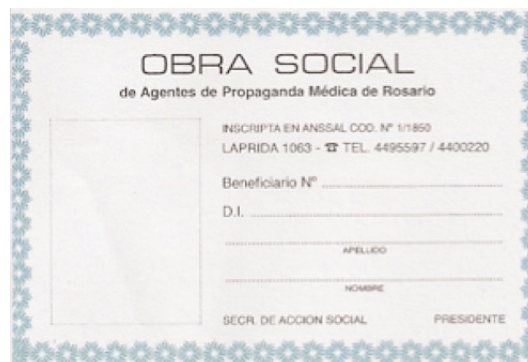 OBRA SOCIAL
de Agentes de Propaganda Médica de Rosario
INSCRIPTA EN ANSSAL COD. Nº 1/1850
LAPRIDA 1063 - ☎ TEL. 4495597 / 4400220
Beneficiario Nº
D.I.
APELLIDO
NOMBRE
SECR. DE ACCION SOCIAL PRESIDENTE